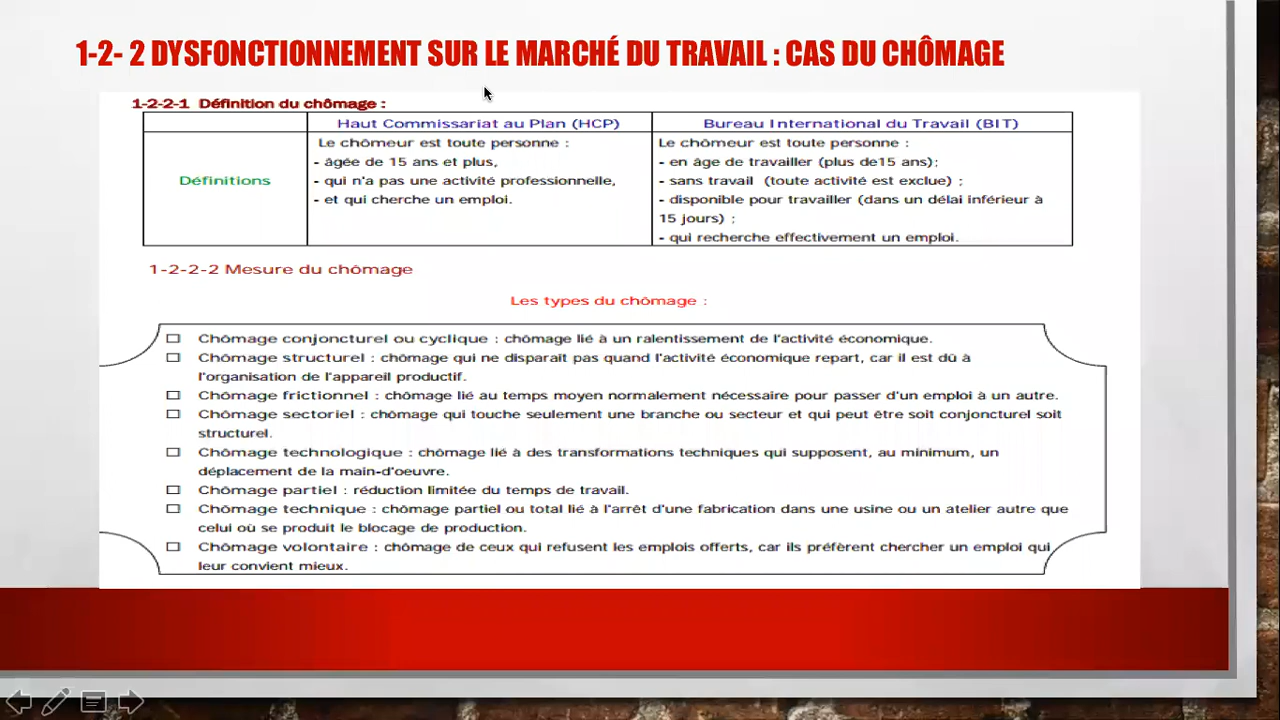 1-2- 2 DYSFONCTIONNEMENT SUR LE MARCHÉ DU TRAVAIL : CAS DU CHÔMAGE
1-2-2-1 Définition du chômage :
Haut Commissariat au Plan (HCP)
Bureau International du Travail (BIT)
Définitions
Le chômeur est toute personne :
- âgée de 15 ans et plus,
- qui n'a pas une activité professionnelle,
- et qui cherche un emploi.
Le chômeur est toute personne :
- en âge de travailler (plus de15 ans);
- sans travail (toute activité est exclue) ;
- disponible pour travailler (dans un délai inférieur à
15 jours) ;
- qui recherche effectivement un emploi.
1-2-2-2 Mesure du chômage
Les types du chômage :
☐ Chômage conjoncturel ou cyclique : chômage lié à un ralentissement de l'activité économique.
☐ Chômage structurel : chômage qui ne disparaît pas quand l'activité économique repart, car il est dû à
l'organisation de l'appareil productif.
☐ Chômage frictionnel : chômage lié au temps moyen normalement nécessaire pour passer d'un emploi à un autre.
☐ Chômage sectoriel : chômage qui touche seulement une branche ou secteur et qui peut être soit conjoncturel soit
structurel.
☐ Chômage technologique : chômage lié à des transformations techniques qui supposent, au minimum, un
déplacement de la main-d'oeuvre.
☐ Chômage partiel : réduction limitée du temps de travail.
☐ Chômage technique : chômage partiel ou total lié à l'arrêt d'une fabrication dans une usine ou un atelier autre que
celui où se produit le blocage de production.
☐ Chômage volontaire : chômage de ceux qui refusent les emplois offerts, car ils préfèrent chercher un emploi qui
leur convient mieux.